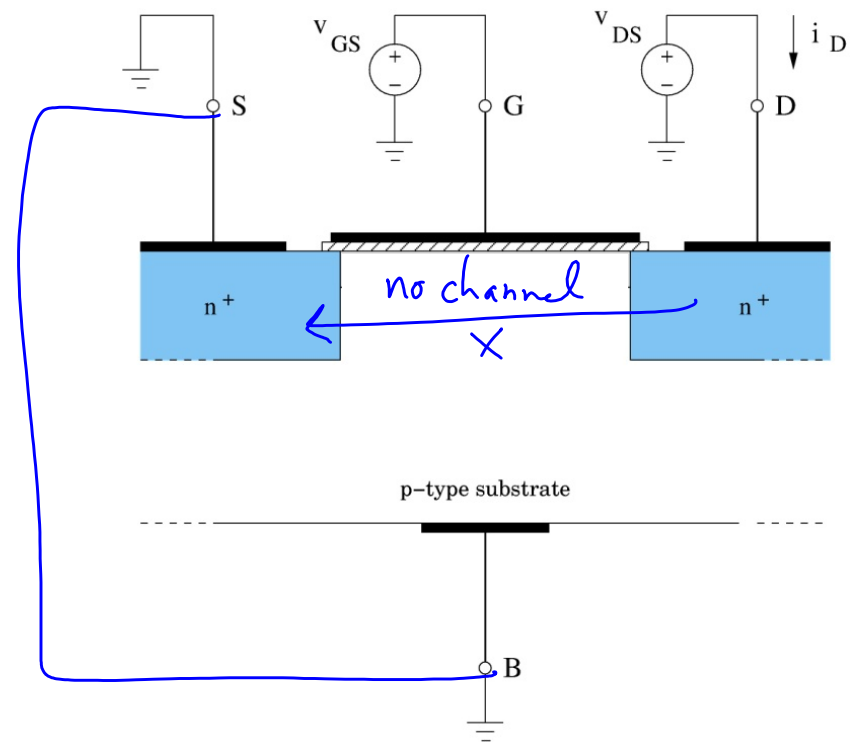 v GS
+
−
v DS
+
−
i D
S
G
D
no channel
n +
n +
X
p−type substrate
B